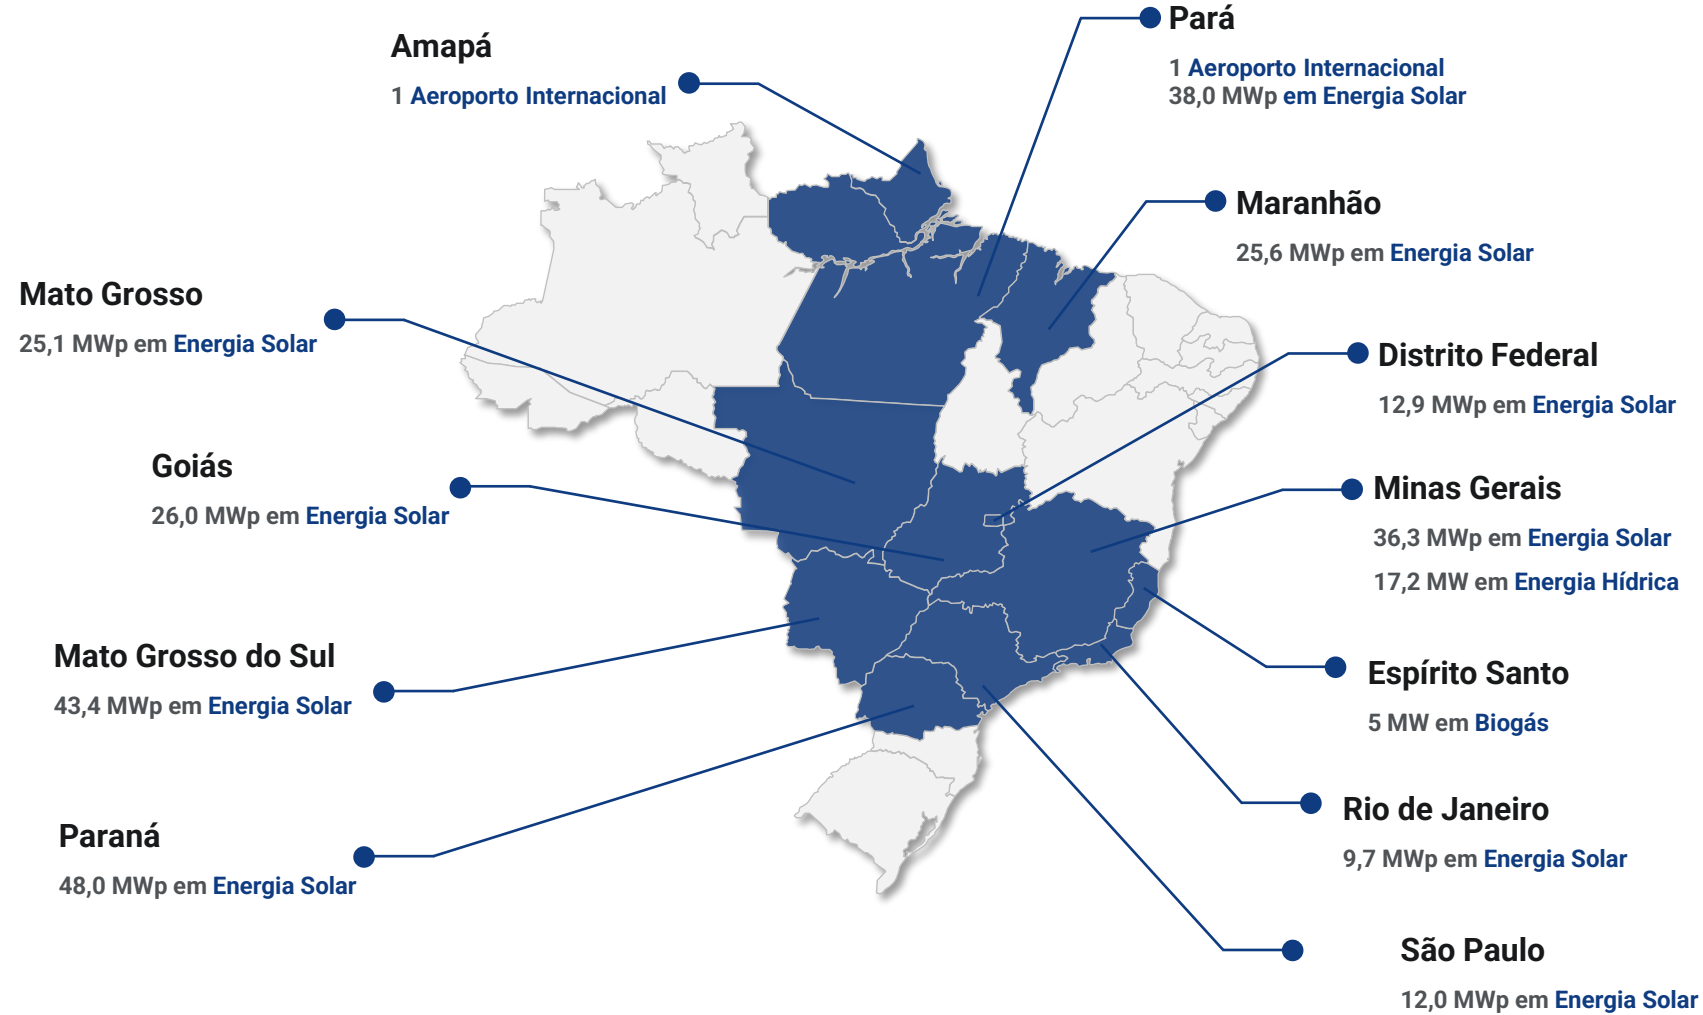 Amapá
1 Aeroporto Internacional
Pará
1 Aeroporto Internacional
38,0 MWp em Energia Solar
Maranhão
25,6 MWp em Energia Solar
Mato Grosso
25,1 MWp em Energia Solar
Distrito Federal
12,9 MWp em Energia Solar
Goiás
26,0 MWp em Energia Solar
Minas Gerais
36,3 MWp em Energia Solar
17,2 MW em Energia Hídrica
Mato Grosso do Sul
43,4 MWp em Energia Solar
Espírito Santo
5 MW em Biogás
Paraná
48,0 MWp em Energia Solar
Rio de Janeiro
9,7 MWp em Energia Solar
São Paulo
12,0 MWp em Energia Solar